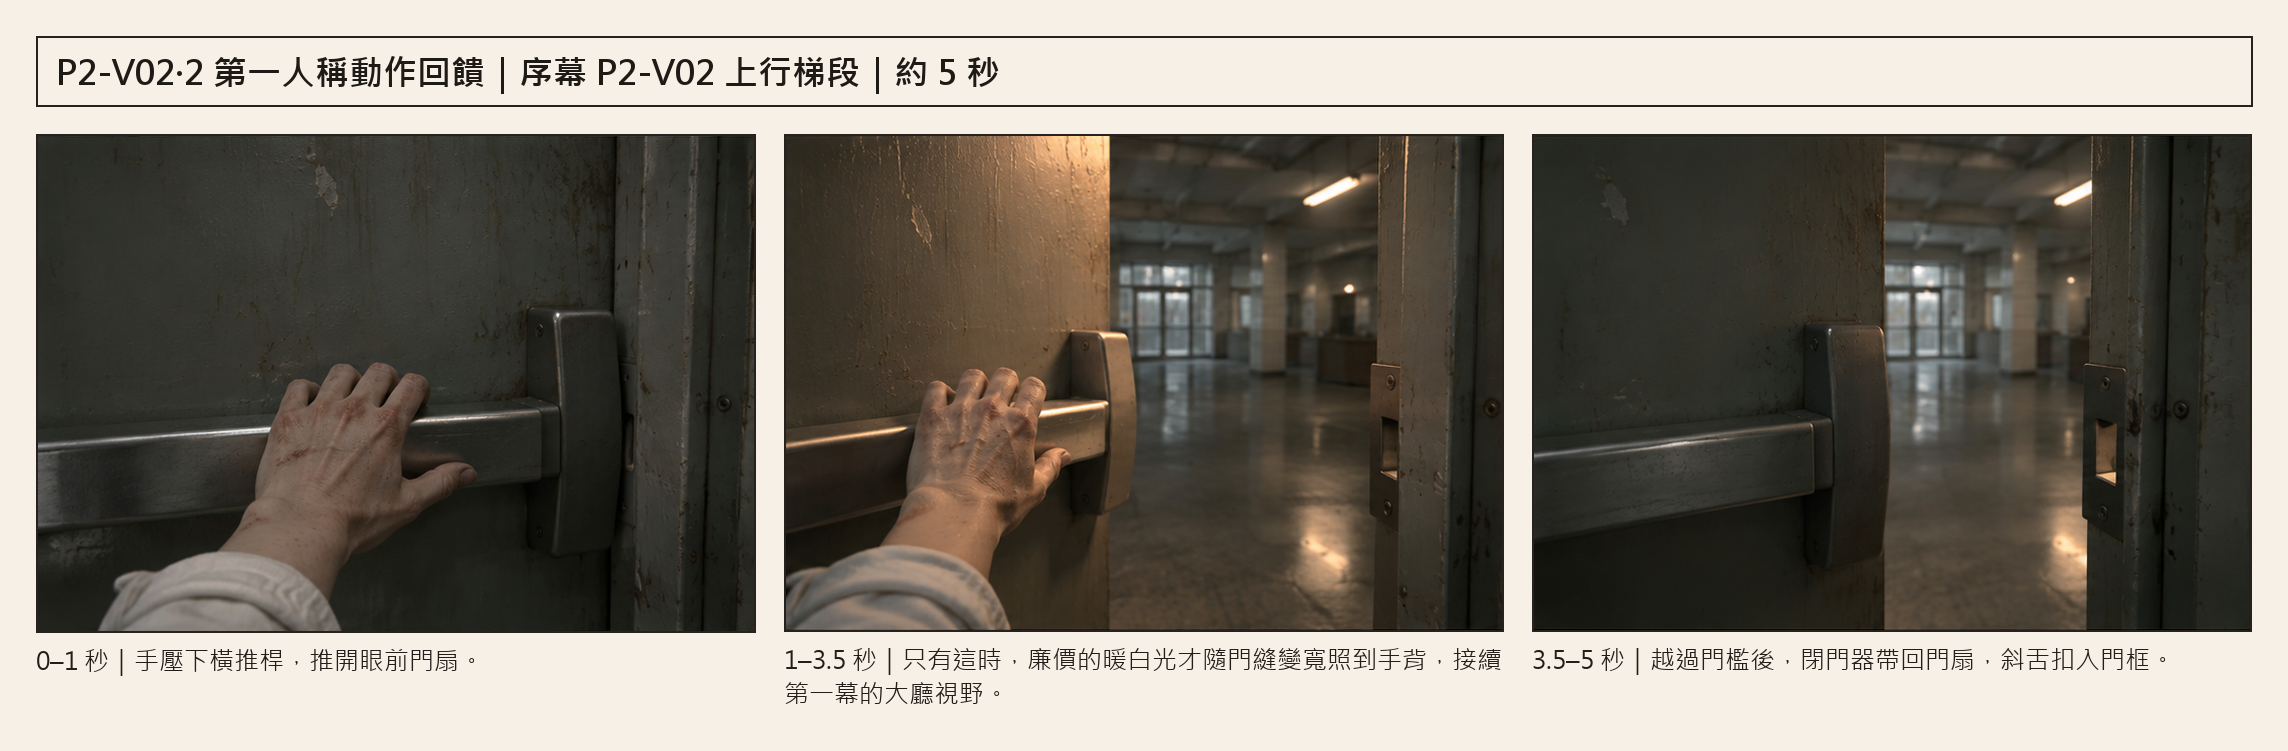 P2-V02·2 第一人稱動作回饋｜序幕 P2-V02 上行梯段｜約 5 秒
0–1 秒｜手壓下橫推桿，推開眼前門扇。
1–3.5 秒｜只有這時，廉價的暖白光才隨門縫變寬照到手背，接續
第一幕的大廳視野。
3.5–5 秒｜越過門檻後，閉門器帶回門扇，斜舌扣入門框。